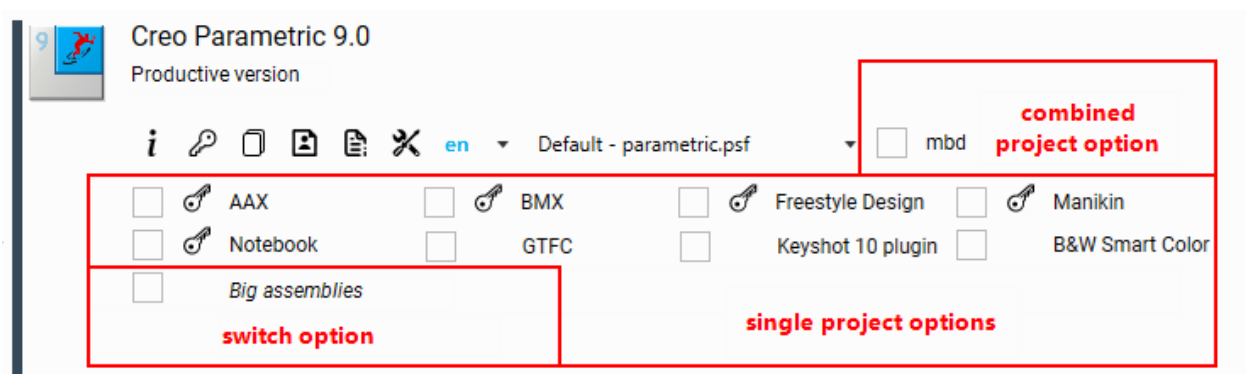 9
Creo Parametric 9.0
Productive version
combined
project option
i en Default - parametric.psf mbd
AAX BMX Freestyle Design Manikin
Notebook GTFC Keyshot 10 plugin B&W Smart Color
Big assemblies
switch option
single project options